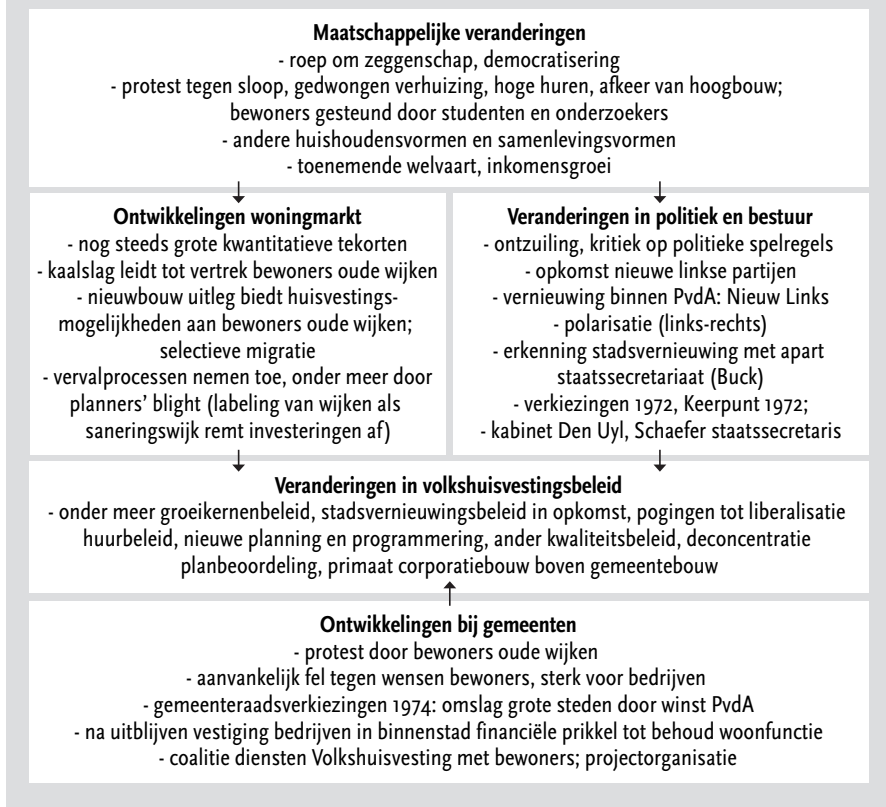 Maatschappelijke veranderingen
- roep om zeggenschap, democratisering
- protest tegen sloop, gedwongen verhuizing, hoge huren, afkeer van hoogbouw;
bewoners gesteund door studenten en onderzoekers
- andere huishoudensvormen en samenlevingsvormen
- toenemende welvaart, inkomensgroei
Ontwikkelingen woningmarkt
- nog steeds grote kwantitatieve tekorten
- kaalslag leidt tot vertrek bewoners oude wijken
- nieuwbouw uitleg biedt huisvestings-
mogelijkheden aan bewoners oude wijken;
selectieve migratie
- vervalprocessen nemen toe, onder meer door
planners’ blight (labeling van wijken als
saneringswijk remt investeringen af)
Veranderingen in politiek en bestuur
- ontzuiling, kritiek op politieke spelregels
- opkomst nieuwe linkse partijen
- vernieuwing binnen PvdA: Nieuw Links
- polarisatie (links-rechts)
- erkenning stadsvernieuwing met apart
staatssecretariaat (Buck)
- verkiezingen 1972, Keerpunt 1972;
- kabinet Den Uyl, Schaefer staatssecretaris
Veranderingen in volkshuisvestingsbeleid
- onder meer groeikernenbeleid, stadsvernieuwingsbeleid in opkomst, pogingen tot liberalisatie
huurbeleid, nieuwe planning en programmering, ander kwaliteitsbeleid, deconcentratie
planbeoordeling, primaat corporatiebouw boven gemeentebouw
Ontwikkelingen bij gemeenten
- protest door bewoners oude wijken
- aanvankelijk fel tegen wensen bewoners, sterk voor bedrijven
- gemeenteraadsverkiezingen 1974: omslag grote steden door winst PvdA
- na uitblijven vestiging bedrijven in binnenstad financiële prikkel tot behoud woonfunctie
- coalitie diensten Volkshuisvesting met bewoners; projectorganisatie